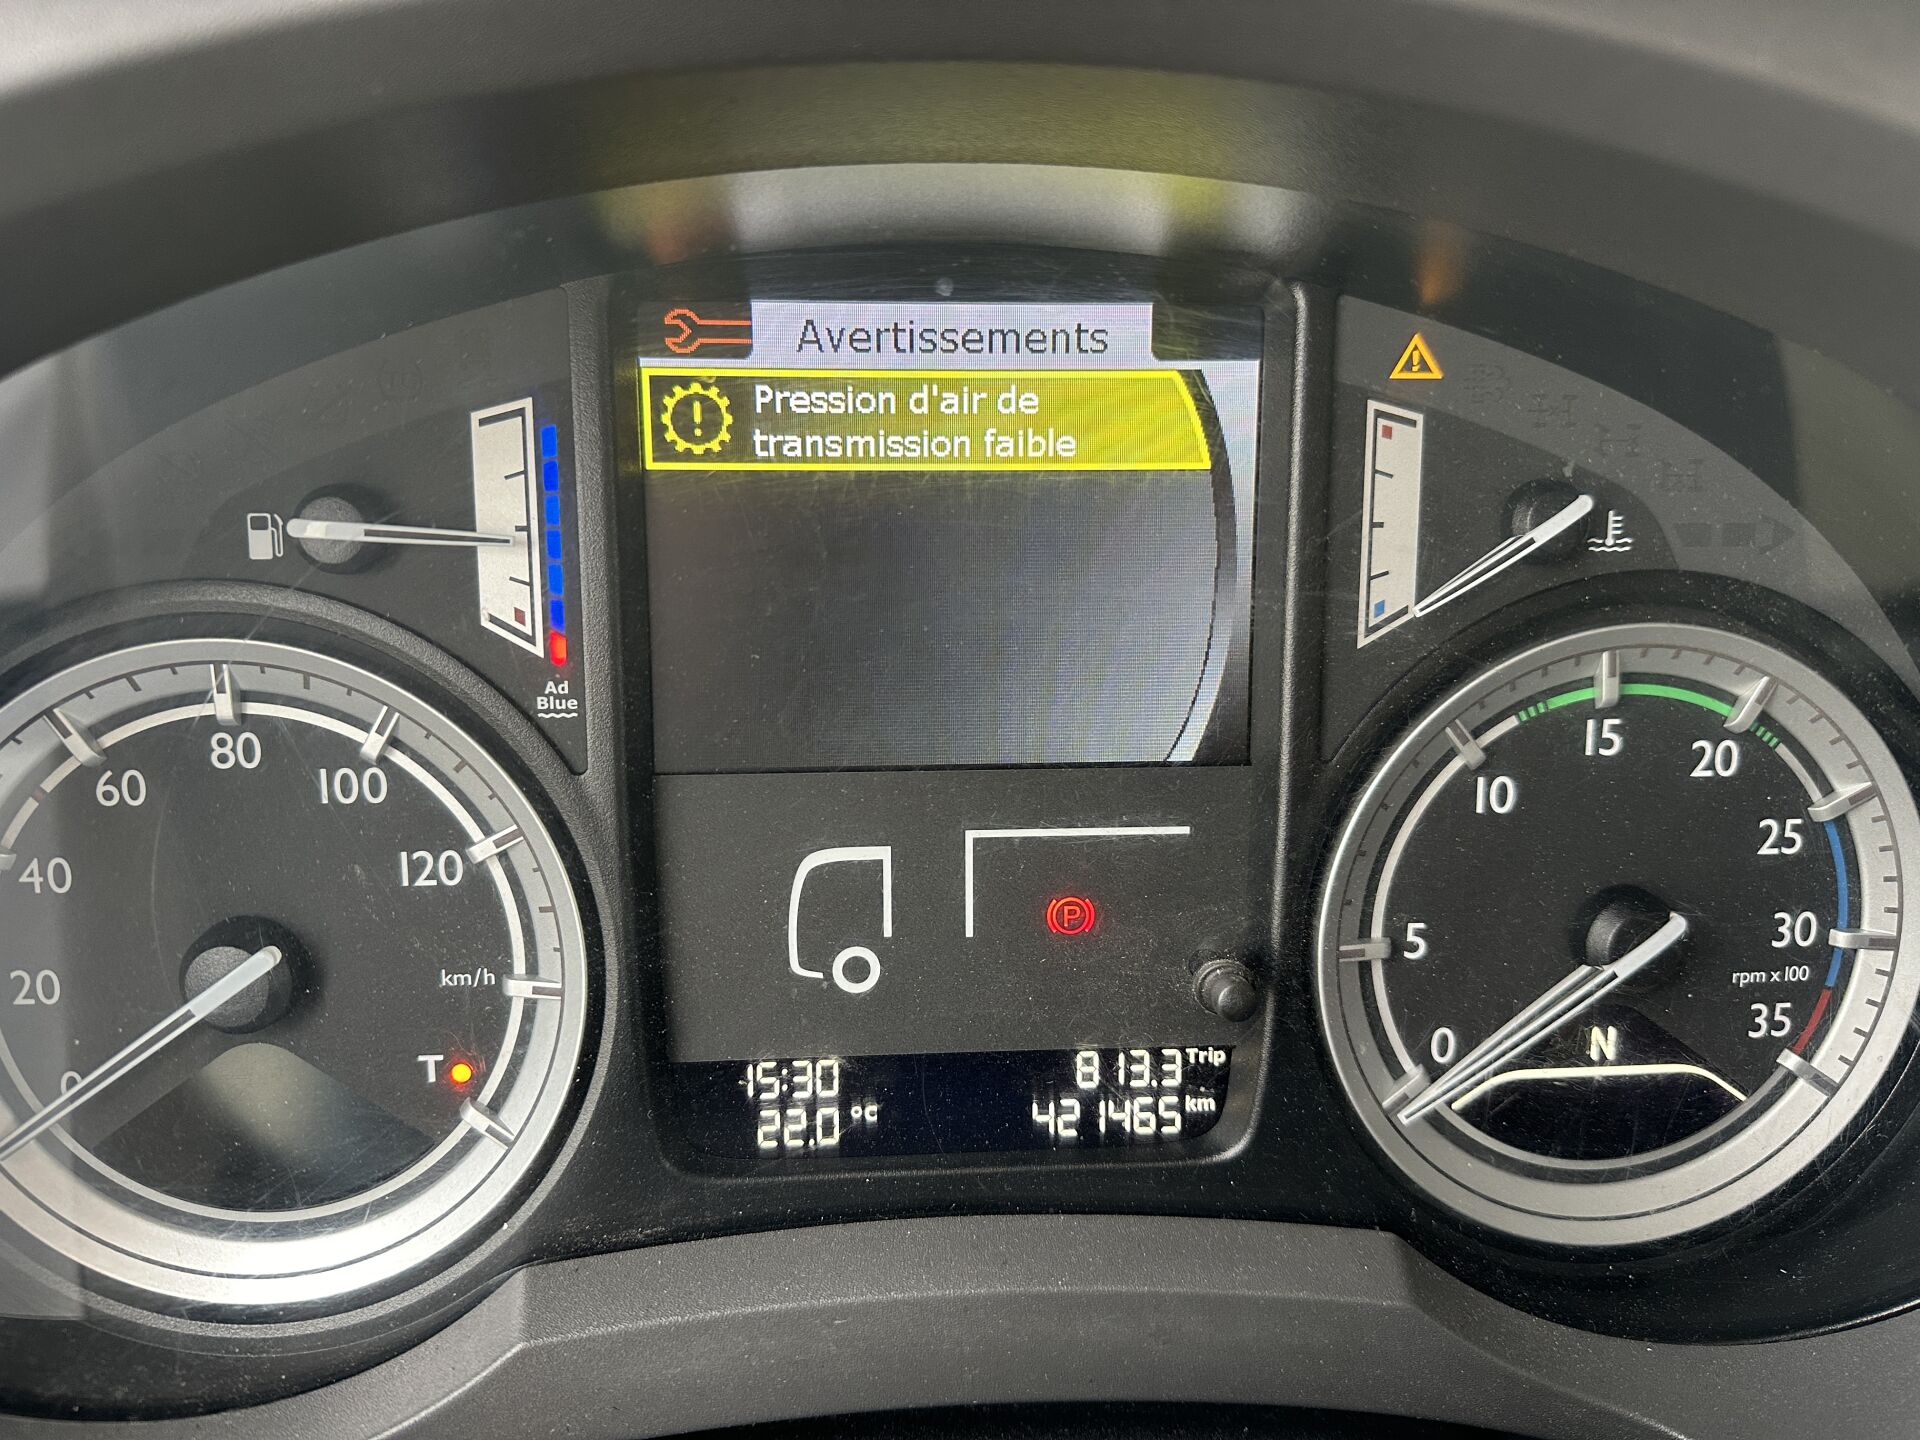 Avertissements
Pression d'air de
transmission faible
Ad
Blue
0
20
40
60
80
100
120
km/h
T
P
15:30
22.0 °C
813.3 Trip
421465 km
0
5
10
15
20
25
30
35
rpm x 100
N